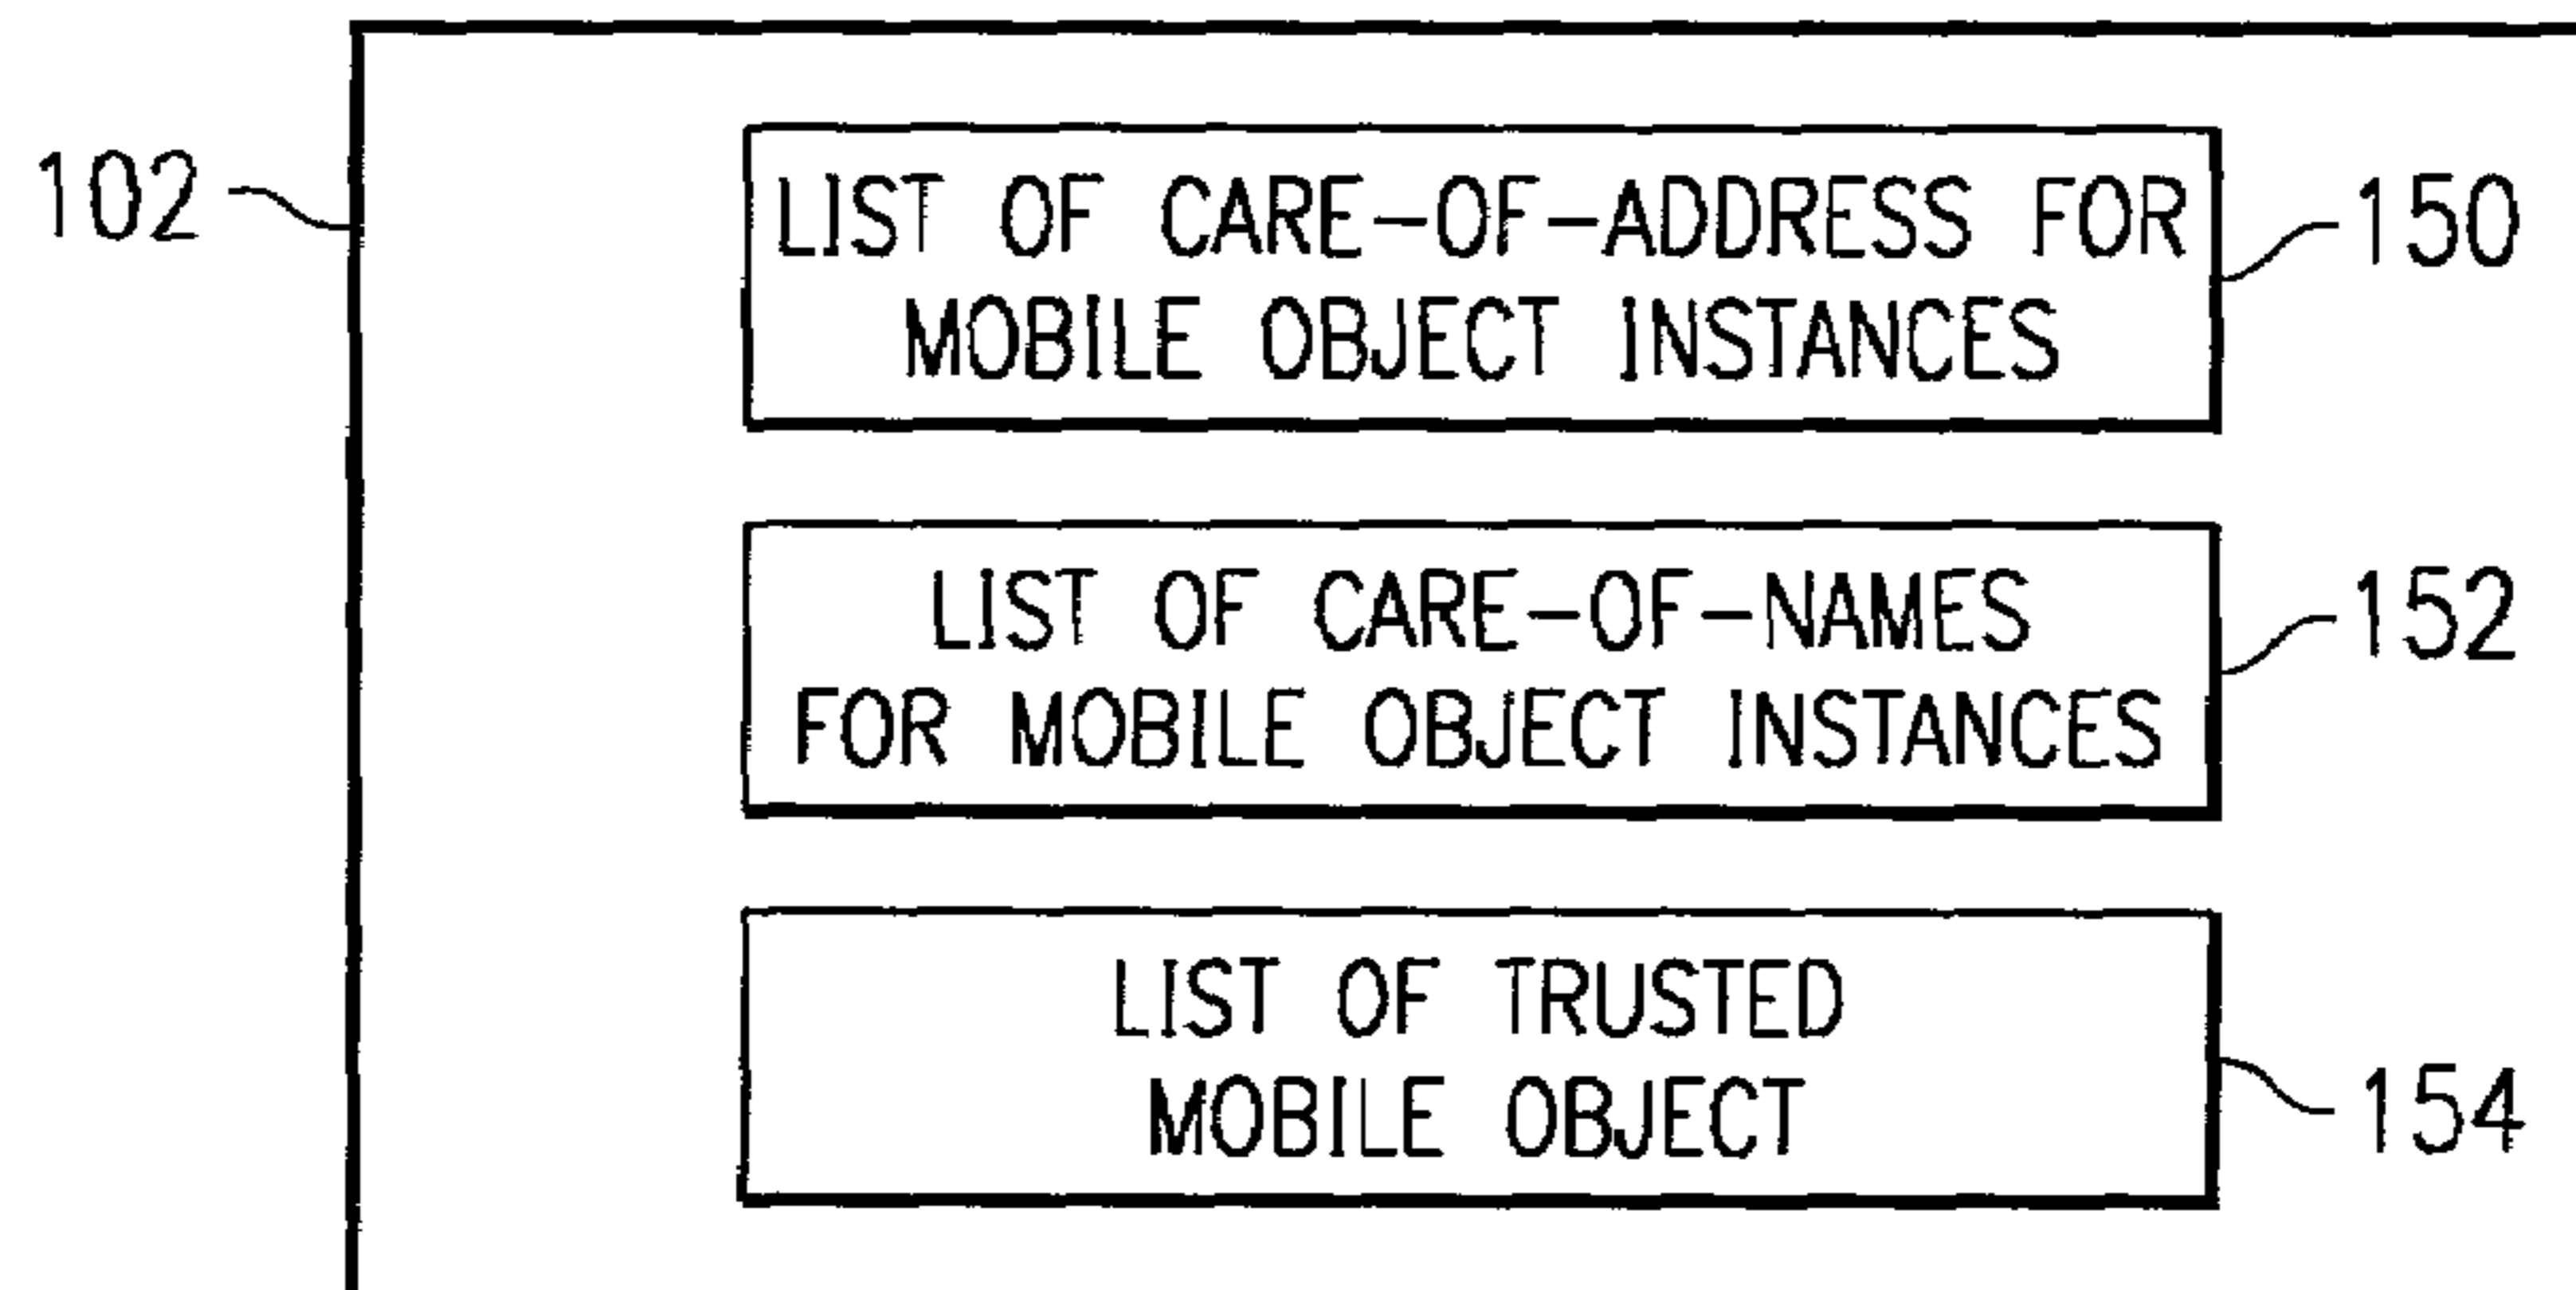 102
LIST OF CARE-OF-ADDRESS FOR
MOBILE OBJECT INSTANCES
150
LIST OF CARE-OF-NAMES
FOR MOBILE OBJECT INSTANCES
152
LIST OF TRUSTED
MOBILE OBJECT
154